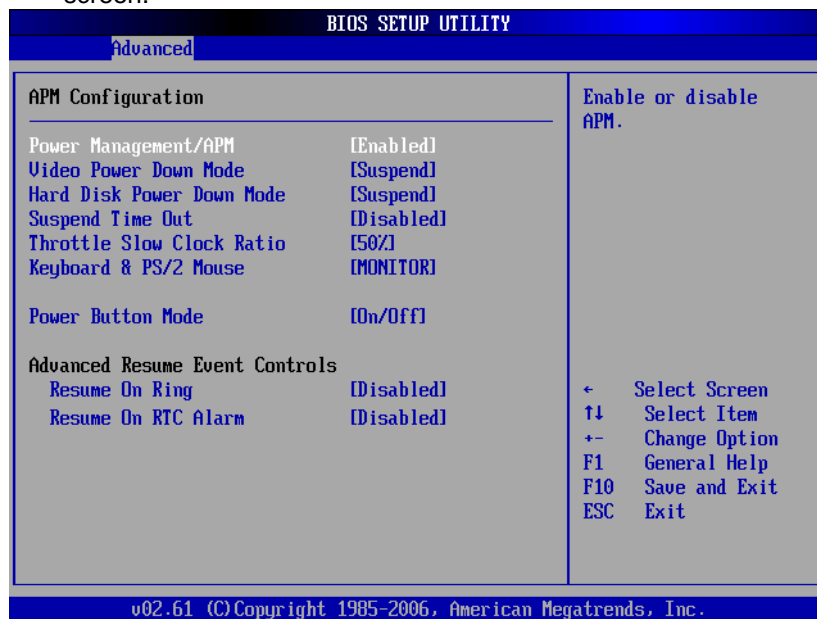 screen.
BIOS SETUP UTILITY
Advanced
APM Configuration
Power Management/APM [Enabled]
Video Power Down Mode [Suspend]
Hard Disk Power Down Mode [Suspend]
Suspend Time Out [Disabled]
Throttle Slow Clock Ratio [50%]
Keyboard & PS/2 Mouse [MONITOR]
Power Button Mode [On/Off]
Advanced Resume Event Controls
Resume On Ring [Disabled]
Resume On RTC Alarm [Disabled]
Enable or disable
APM.
← Select Screen
↑↓ Select Item
+- Change Option
F1 General Help
F10 Save and Exit
ESC Exit
v02.61 (C)Copyright 1985-2006, American Megatrends, Inc.